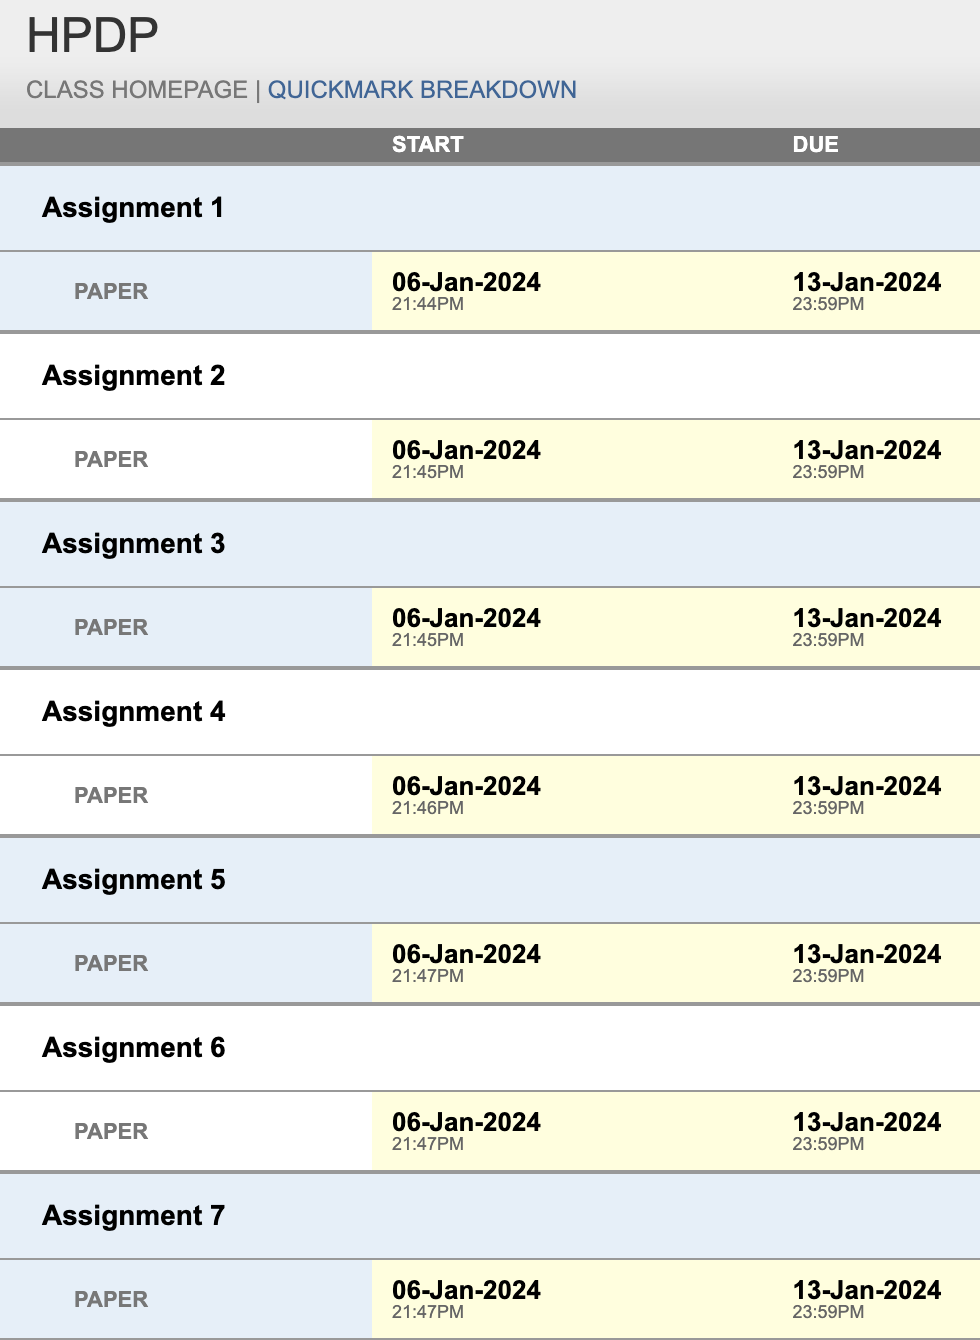 HPDP
CLASS HOMEPAGE | QUICKMARK BREAKDOWN
START DUE
Assignment 1
PAPER 06-Jan-2024 13-Jan-2024
21:44PM 23:59PM
Assignment 2
PAPER 06-Jan-2024 13-Jan-2024
21:45PM 23:59PM
Assignment 3
PAPER 06-Jan-2024 13-Jan-2024
21:45PM 23:59PM
Assignment 4
PAPER 06-Jan-2024 13-Jan-2024
21:46PM 23:59PM
Assignment 5
PAPER 06-Jan-2024 13-Jan-2024
21:47PM 23:59PM
Assignment 6
PAPER 06-Jan-2024 13-Jan-2024
21:47PM 23:59PM
Assignment 7
PAPER 06-Jan-2024 13-Jan-2024
21:47PM 23:59PM